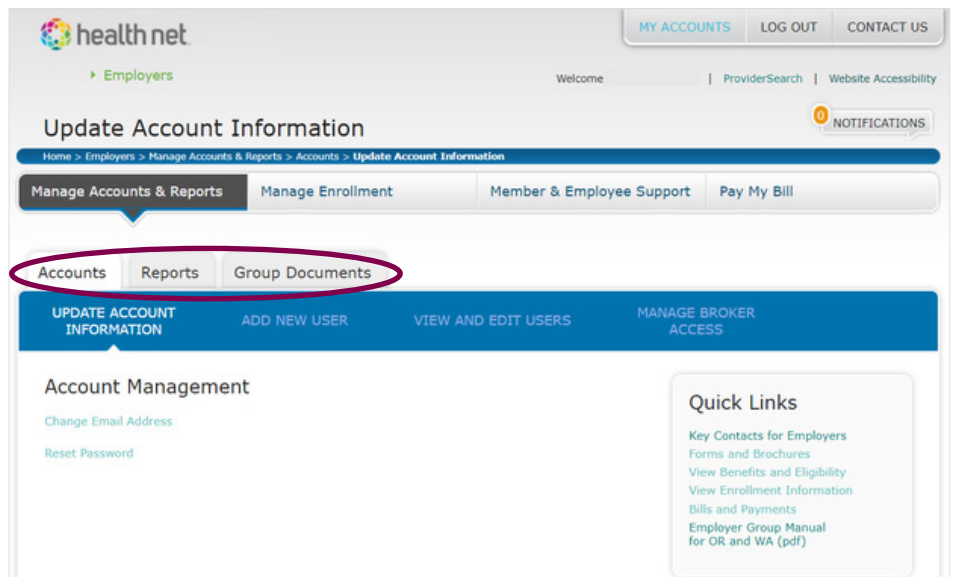 health net
MY ACCOUNTS LOG OUT CONTACT US
Employers
Welcome | ProviderSearch | Website Accessibility
Update Account Information
0 NOTIFICATIONS
Home > Employers > Manage Accounts & Reports > Accounts > Update Account Information
Manage Accounts & Reports Manage Enrollment Member & Employee Support Pay My Bill
Accounts Reports Group Documents
UPDATE ACCOUNT
INFORMATION
ADD NEW USER
VIEW AND EDIT USERS
MANAGE BROKER
ACCESS
Account Management
Change Email Address
Reset Password
Quick Links
Key Contacts for Employers
Forms and Brochures
View Benefits and Eligibility
View Enrollment Information
Bills and Payments
Employer Group Manual
for OR and WA (pdf)